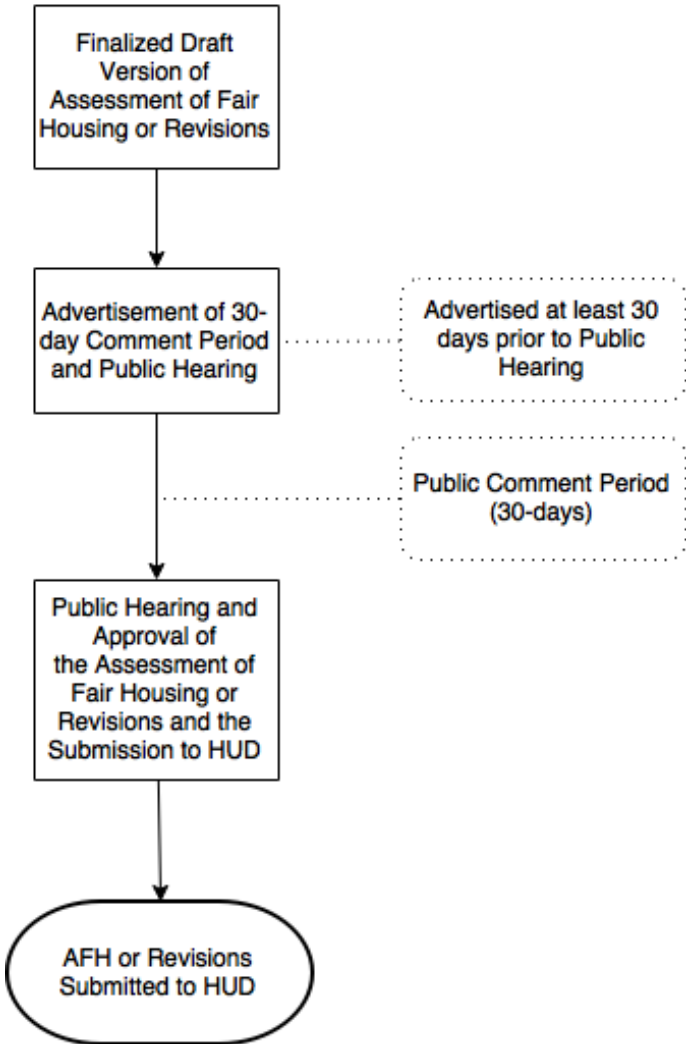 Finalized Draft
Version of
Assessment of Fair
Housing or Revisions
Advertisement of 30-
day Comment Period
and Public Hearing
Advertised at least 30
days prior to Public
Hearing
Public Comment Period
(30-days)
Public Hearing and
Approval of
the Assessment of
Fair Housing or
Revisions and the
Submission to HUD
AFH or Revisions
Submitted to HUD